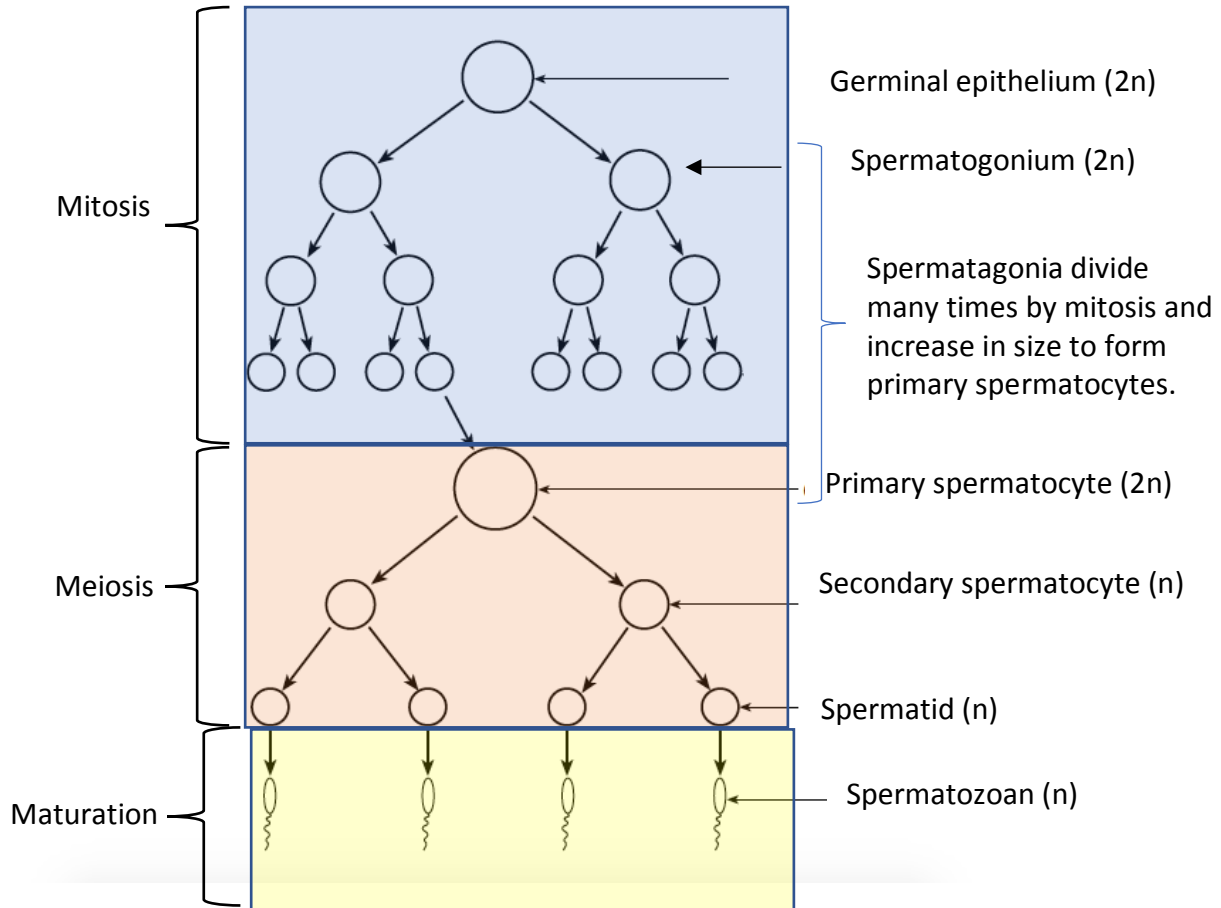 Germinal epithelium (2n)
Spermatogonium (2n)
Mitosis
Spermatagonia divide
many times by mitosis and
increase in size to form
primary spermatocytes.
Primary spermatocyte (2n)
Meiosis
Secondary spermatocyte (n)
Spermatid (n)
Spermatozoan (n)
Maturation